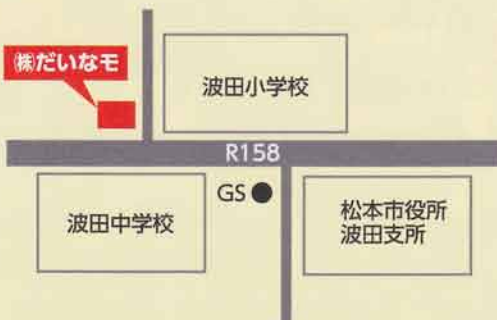 ㈱だいなモ
波田小学校
R158
GS
波田中学校
松本市役所
波田支所